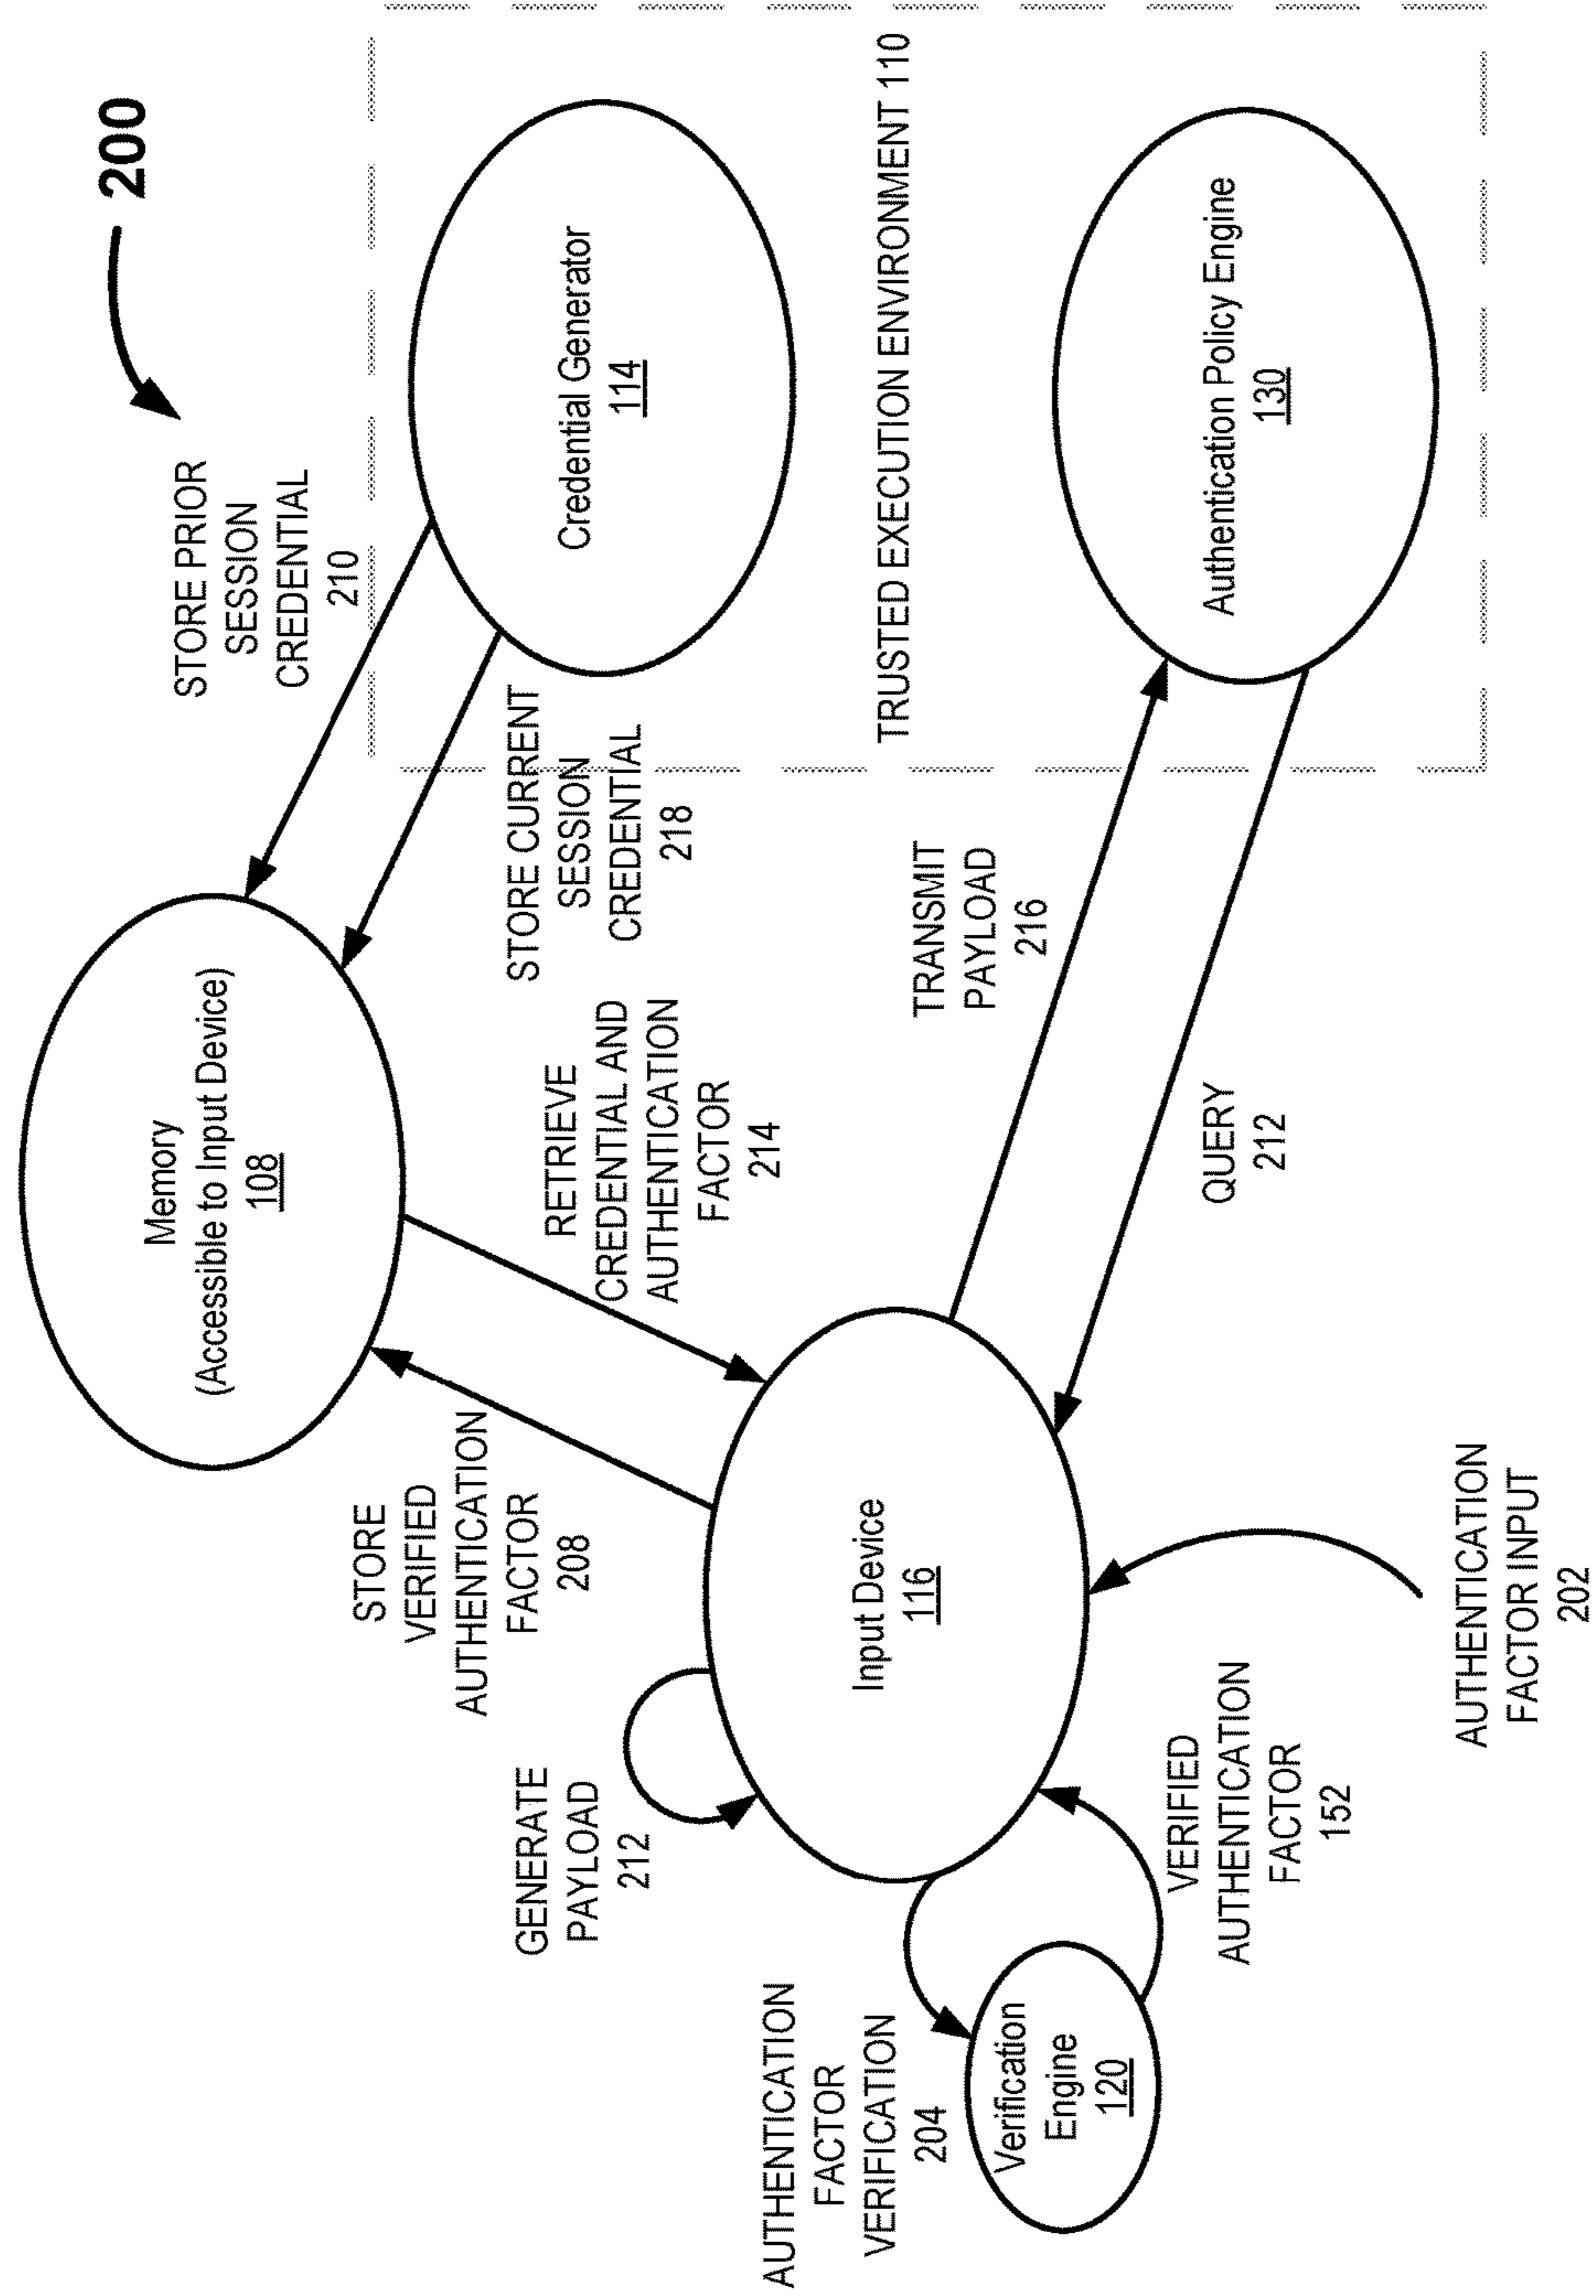 200
STORE PRIOR
SESSION
CREDENTIAL
210
Memory
(Accessible to Input Device)
108
Credential Generator
114
STORE CURRENT
SESSION
CREDENTIAL
218
STORE
VERIFIED
AUTHENTICATION
FACTOR
208
RETRIEVE
CREDENTIAL AND
AUTHENTICATION
FACTOR
214
GENERATE
PAYLOAD
212
TRUSTED EXECUTION ENVIRONMENT 110
Input Device
116
TRANSMIT
PAYLOAD
216
AUTHENTICATION
FACTOR
VERIFICATION
204
Verification
Engine
120
VERIFIED
AUTHENTICATION
FACTOR
152
QUERY
212
Authentication Policy Engine
130
AUTHENTICATION
FACTOR INPUT
202